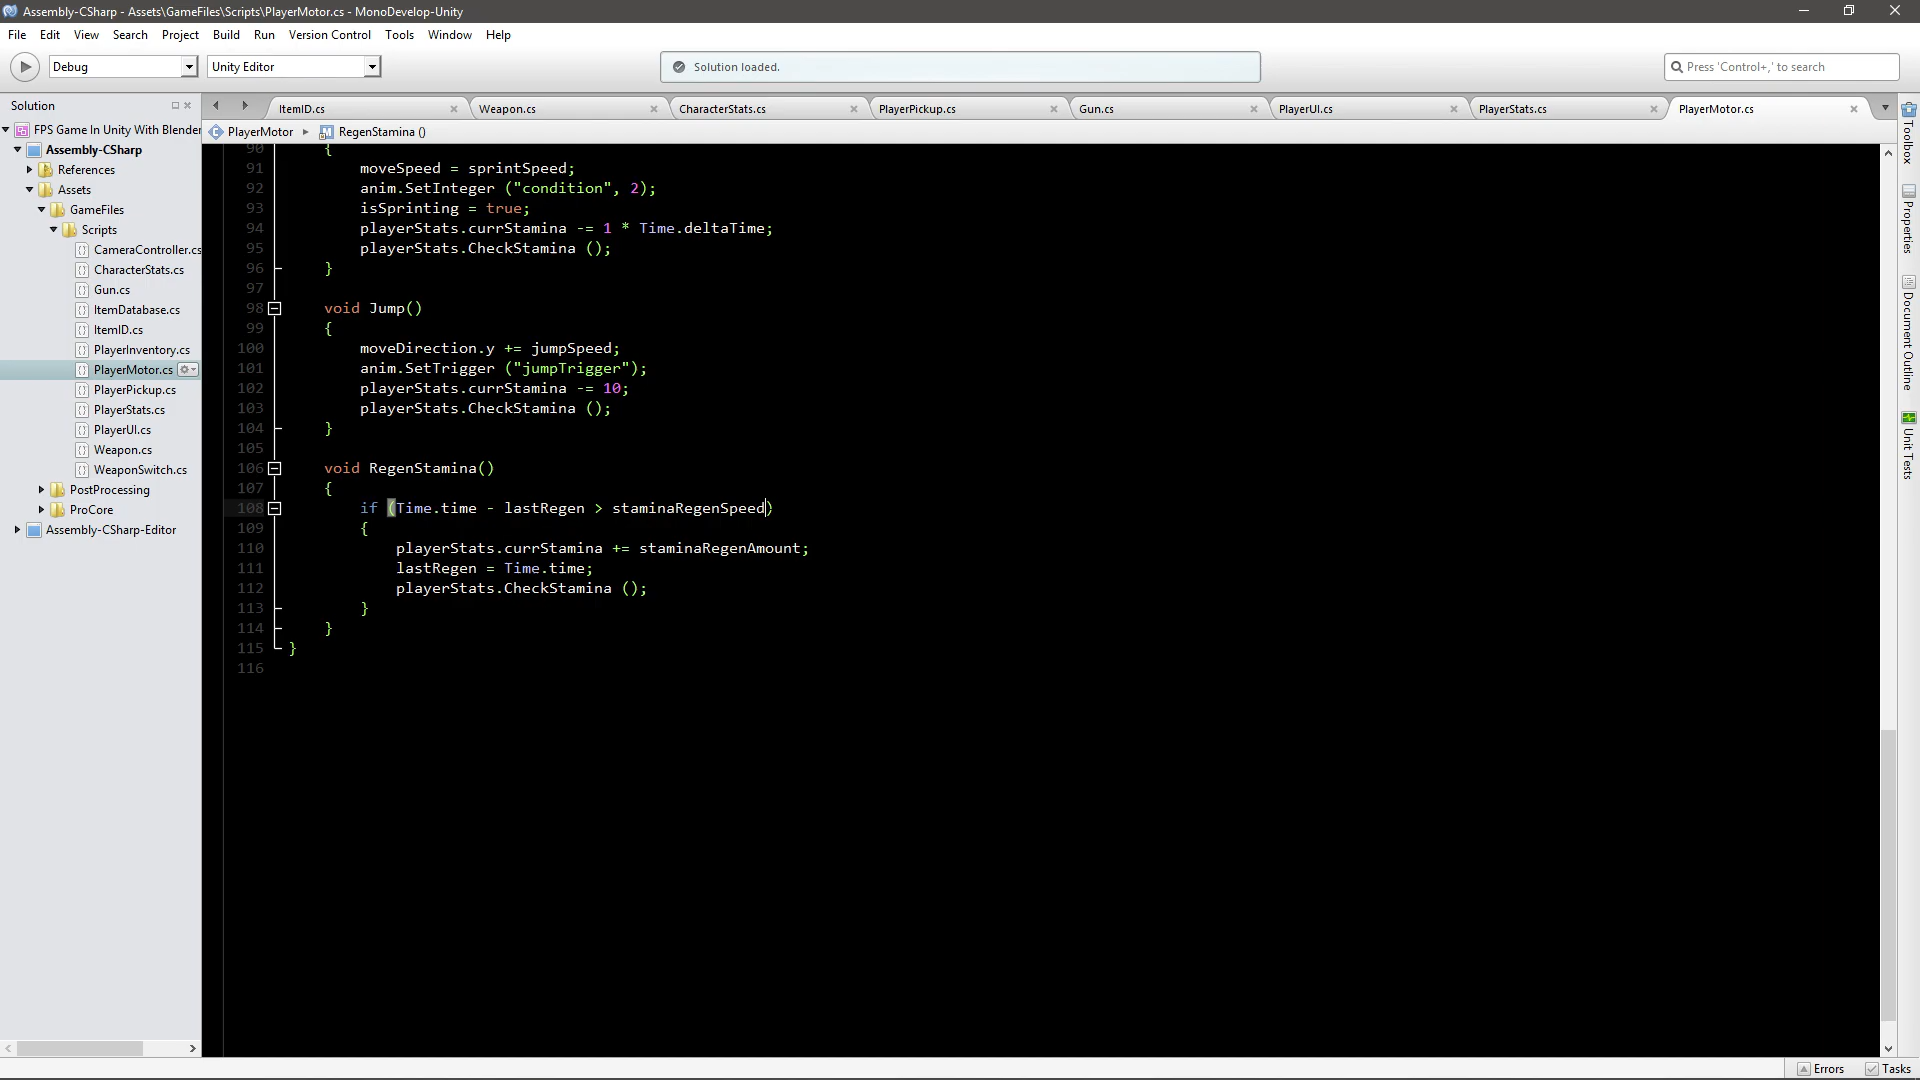 Assembly-CSharp - Assets\GameFiles\Scripts\PlayerMotor.cs - MonoDevelop-Unity
File Edit View Search Project Build Run Version Control Tools Window Help
Debug Unity Editor Solution loaded. Press 'Control+,' to search
Solution
ItemID.cs Weapon.cs CharacterStats.cs PlayerPickup.cs Gun.cs PlayerUI.cs PlayerStats.cs PlayerMotor.cs
PlayerMotor RegenStamina ()
FPS Game In Unity With Blender
Assembly-CSharp
References
Assets
GameFiles
Scripts
CameraController.cs
CharacterStats.cs
Gun.cs
ItemDatabase.cs
ItemID.cs
PlayerInventory.cs
PlayerMotor.cs
PlayerPickup.cs
PlayerStats.cs
PlayerUI.cs
Weapon.cs
WeaponSwitch.cs
PostProcessing
ProCore
Assembly-CSharp-Editor
90 {
91 moveSpeed = sprintSpeed;
92 anim.SetInteger ("condition", 2);
93 isSprinting = true;
94 playerStats.currStamina -= 1 * Time.deltaTime;
95 playerStats.CheckStamina ();
96 }
97
98 void Jump()
99 {
100 moveDirection.y += jumpSpeed;
101 anim.SetTrigger ("jumpTrigger");
102 playerStats.currStamina -= 10;
103 playerStats.CheckStamina ();
104 }
105
106 void RegenStamina()
107 {
108 if (Time.time - lastRegen > staminaRegenSpeed)
109 {
110 playerStats.currStamina += staminaRegenAmount;
111 lastRegen = Time.time;
112 playerStats.CheckStamina ();
113 }
114 }
115 }
116
Toolbox
Properties
Document Outline
Unit Tests
Errors Tasks